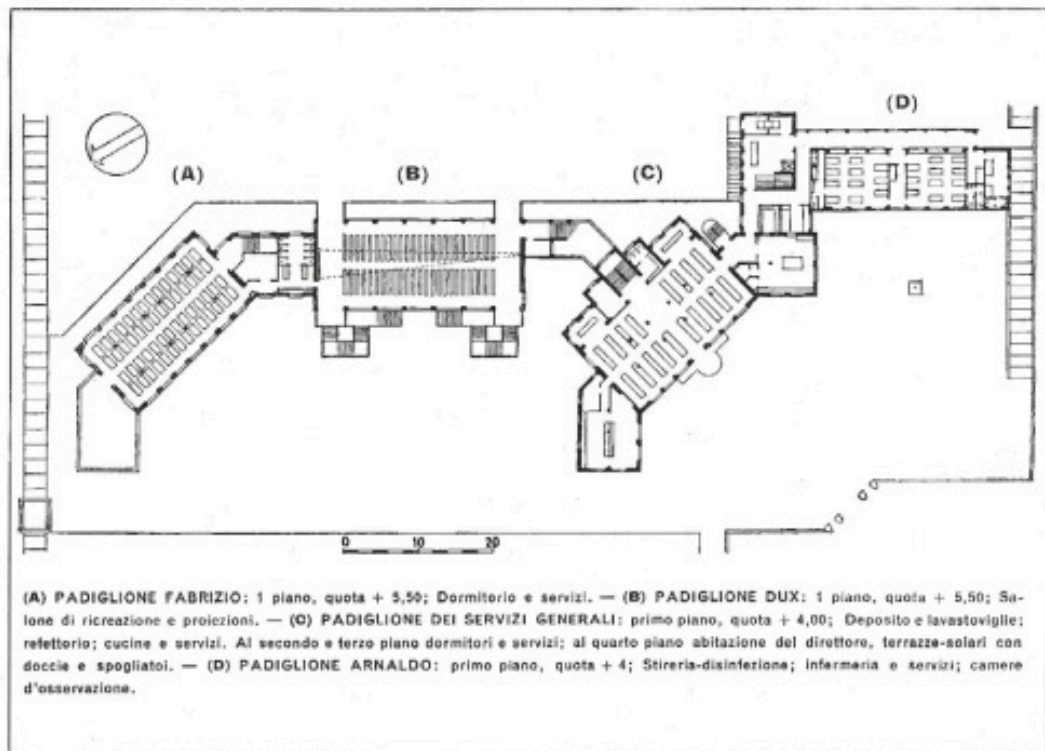 (D)
(A)
(B)
(C)
0 10 20
(A) PADIGLIONE FABRIZIO: 1 piano, quota + 5,50; Dormitorio e servizi. — (B) PADIGLIONE DUX: 1 piano, quota + 5,50; Sa-
lone di ricreazione e proiezioni. — (C) PADIGLIONE DEI SERVIZI GENERALI: primo piano, quota + 4,00; Deposito e lavastoviglie;
refettorio; cucine e servizi. Al secondo e terzo piano dormitori e servizi; al quarto piano abitazione del direttore, terrazze-solari con
doccie e spogliatoi. — (D) PADIGLIONE ARNALDO: primo piano, quota + 4; Stireria-disinfezione; infermeria e servizi; camere
d'osservazione.